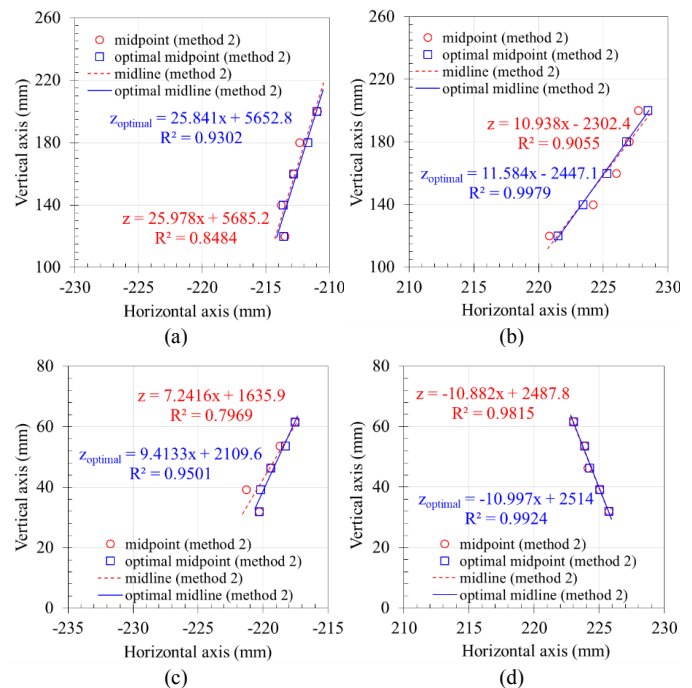 260
220
180
140
100
Vertical axis (mm)
midpoint (method 2)
optimal midpoint (method 2)
midline (method 2)
optimal midline (method 2)
z_optimal = 25.841x + 5652.8
R² = 0.9302
z = 25.978x + 5685.2
R² = 0.8484
-230 -225 -220 -215 -210
Horizontal axis (mm)
(a)
260
220
180
140
100
Vertical axis (mm)
midpoint (method 2)
optimal midpoint (method 2)
midline (method 2)
optimal midline (method 2)
z = 10.938x - 2302.4
R² = 0.9055
z_optimal = 11.584x - 2447.1
R² = 0.9979
210 215 220 225 230
Horizontal axis (mm)
(b)
80
60
40
20
0
Vertical axis (mm)
z = 7.2416x + 1635.9
R² = 0.7969
z_optimal = 9.4133x + 2109.6
R² = 0.9501
midpoint (method 2)
optimal midpoint (method 2)
midline (method 2)
optimal midline (method 2)
-235 -230 -225 -220 -215
Horizontal axis (mm)
(c)
80
60
40
20
0
Vertical axis (mm)
z = -10.882x + 2487.8
R² = 0.9815
z_optimal = -10.997x + 2514
R² = 0.9924
midpoint (method 2)
optimal midpoint (method 2)
midline (method 2)
optimal midline (method 2)
210 215 220 225 230
Horizontal axis (mm)
(d)